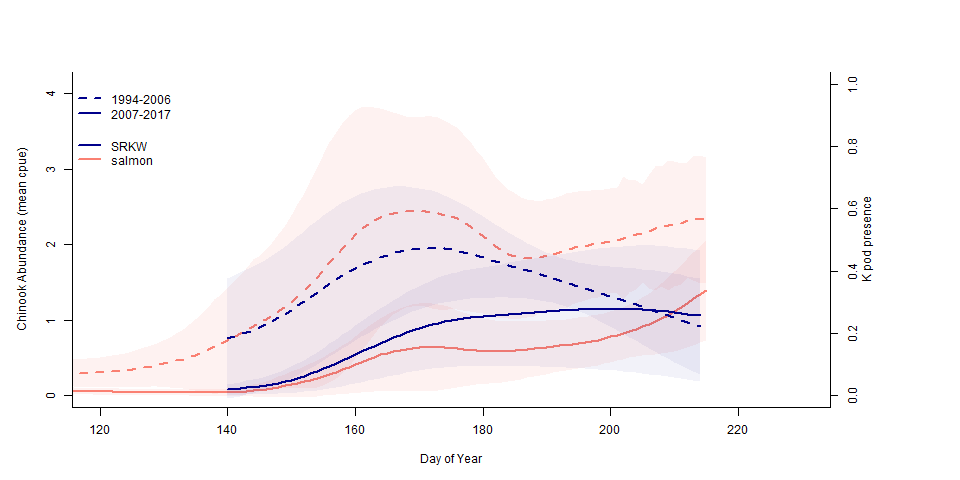 1994-2006
2007-2017
SRKW
salmon
Chinook Abundance (mean cpue)
0
1
2
3
4
K pod presence
0.0
0.2
0.4
0.6
0.8
1.0
120 140 160 180 200 220
Day of Year